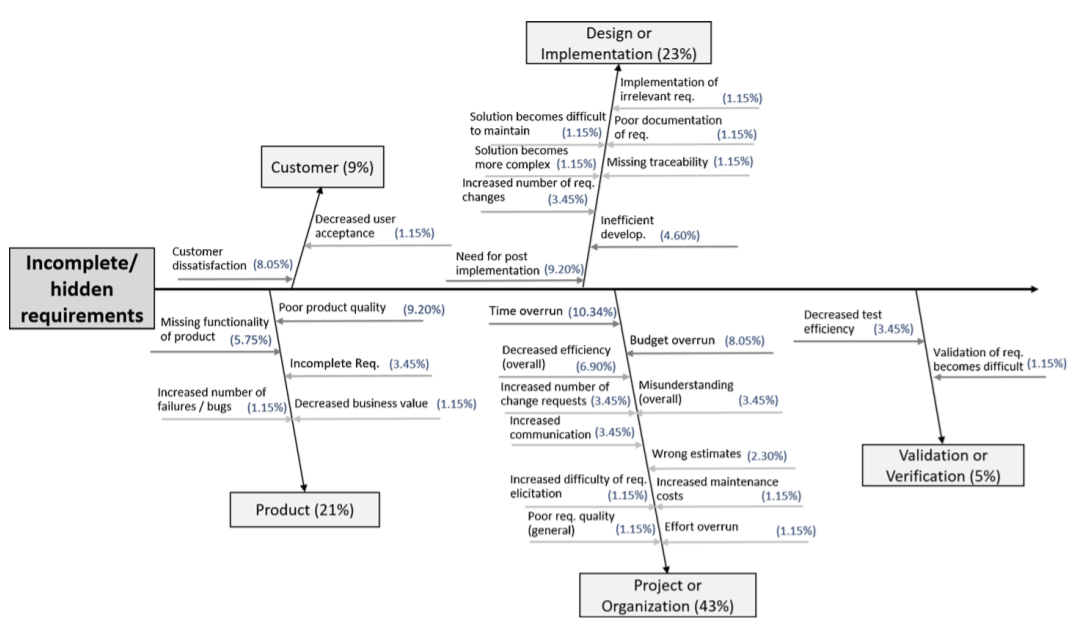 Design or
Implementation (23%)
Implementation of
irrelevant req. (1.15%)
Solution becomes difficult
to maintain (1.15%)
Poor documentation
of req. (1.15%)
Solution becomes
more complex (1.15%)
Missing traceability (1.15%)
Increased number of req.
changes (3.45%)
Inefficient
develop. (4.60%)
Need for post
implementation (9.20%)
Customer (9%)
Decreased user
acceptance (1.15%)
Customer
dissatisfaction (8.05%)
Incomplete/
hidden
requirements
Poor product quality (9.20%)
Missing functionality
of product (5.75%)
Incomplete Req. (3.45%)
Increased number of
failures / bugs (1.15%)
Decreased business value (1.15%)
Product (21%)
Time overrun (10.34%)
Budget overrun (8.05%)
Decreased efficiency
(overall) (6.90%)
Increased number of
change requests (3.45%)
Misunderstanding
(overall) (3.45%)
Increased
communication (3.45%)
Wrong estimates (2.30%)
Increased difficulty of req.
elicitation (1.15%)
Increased maintenance
costs (1.15%)
Poor req. quality
(general) (1.15%)
Effort overrun (1.15%)
Project or
Organization (43%)
Decreased test
efficiency (3.45%)
Validation of req.
becomes difficult (1.15%)
Validation or
Verification (5%)